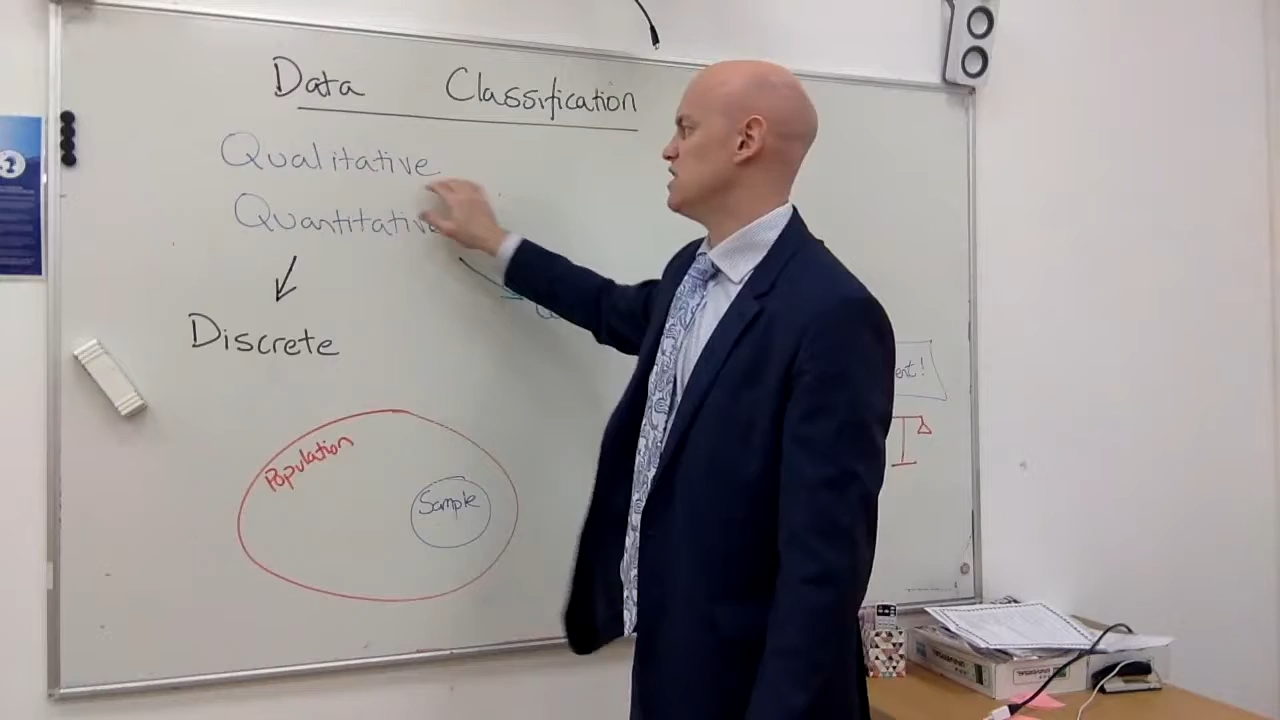 Data Classification
Qualitative
Quantitative
Discrete
Population
Sample